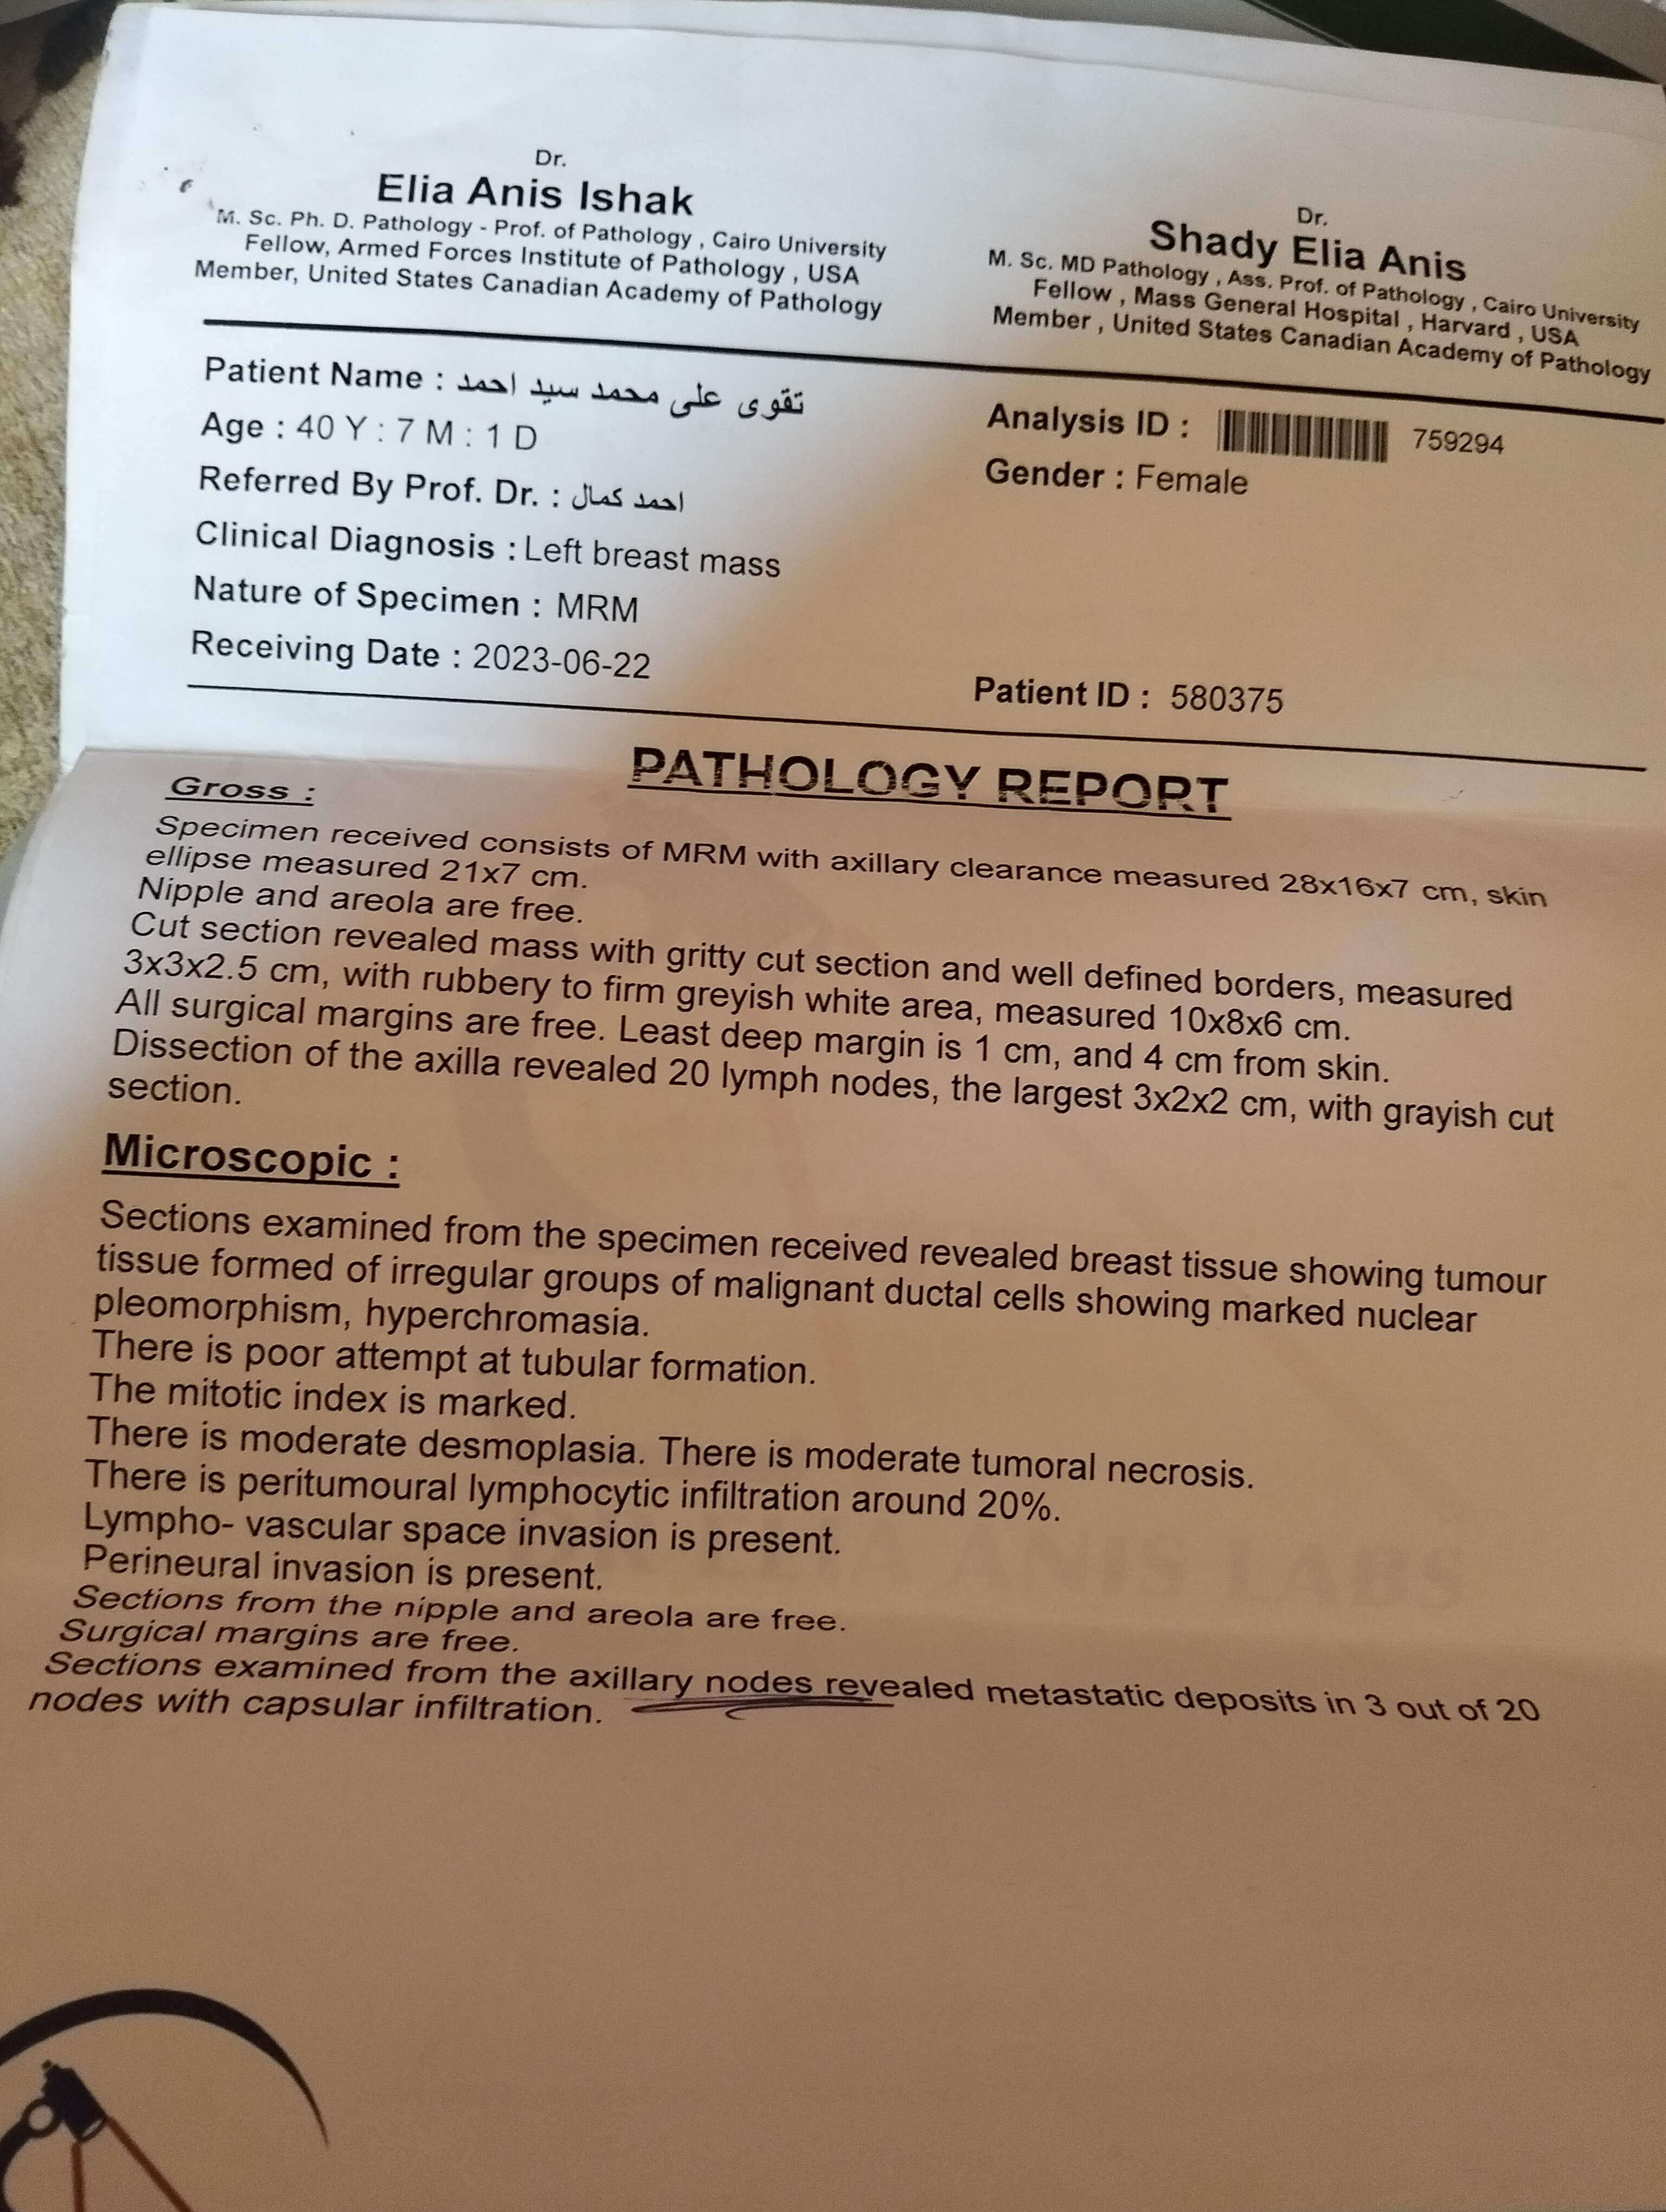 Dr.
Elia Anis Ishak
M. Sc. Ph. D. Pathology - Prof. of Pathology , Cairo University
Fellow, Armed Forces Institute of Pathology , USA
Member, United States Canadian Academy of Pathology
Dr.
Shady Elia Anis
M. Sc. MD Pathology , Ass. Prof. of Pathology , Cairo University
Fellow , Mass General Hospital , Harvard , USA
Member , United States Canadian Academy of Pathology
Patient Name : تقوى على محمد سيد احمد
Age : 40 Y : 7 M : 1 D
Referred By Prof. Dr. : احمد كمال
Clinical Diagnosis : Left breast mass
Nature of Specimen : MRM
Receiving Date : 2023-06-22
Analysis ID : 759294
Gender : Female
Patient ID : 580375
PATHOLOGY REPORT
Gross :
Specimen received consists of MRM with axillary clearance measured 28x16x7 cm, skin
ellipse measured 21x7 cm.
Nipple and areola are free.
Cut section revealed mass with gritty cut section and well defined borders, measured
3x3x2.5 cm, with rubbery to firm greyish white area, measured 10x8x6 cm.
All surgical margins are free. Least deep margin is 1 cm, and 4 cm from skin.
Dissection of the axilla revealed 20 lymph nodes, the largest 3x2x2 cm, with grayish cut
section.
Microscopic :
Sections examined from the specimen received revealed breast tissue showing tumour
tissue formed of irregular groups of malignant ductal cells showing marked nuclear
pleomorphism, hyperchromasia.
There is poor attempt at tubular formation.
The mitotic index is marked.
There is moderate desmoplasia. There is moderate tumoral necrosis.
There is peritumoural lymphocytic infiltration around 20%.
Lympho- vascular space invasion is present.
Perineural invasion is present.
ANIS LABS
Sections from the nipple and areola are free.
Surgical margins are free.
Sections examined from the axillary nodes revealed metastatic deposits in 3 out of 20
nodes with capsular infiltration.